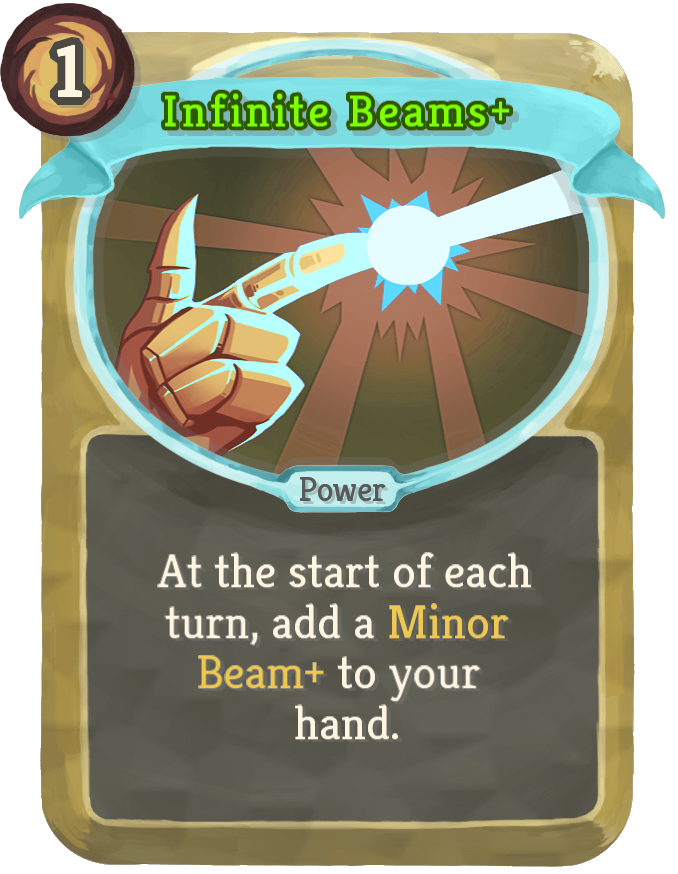 1
Infinite Beams+
Power
At the start of each
turn, add a Minor
Beam+ to your
hand.